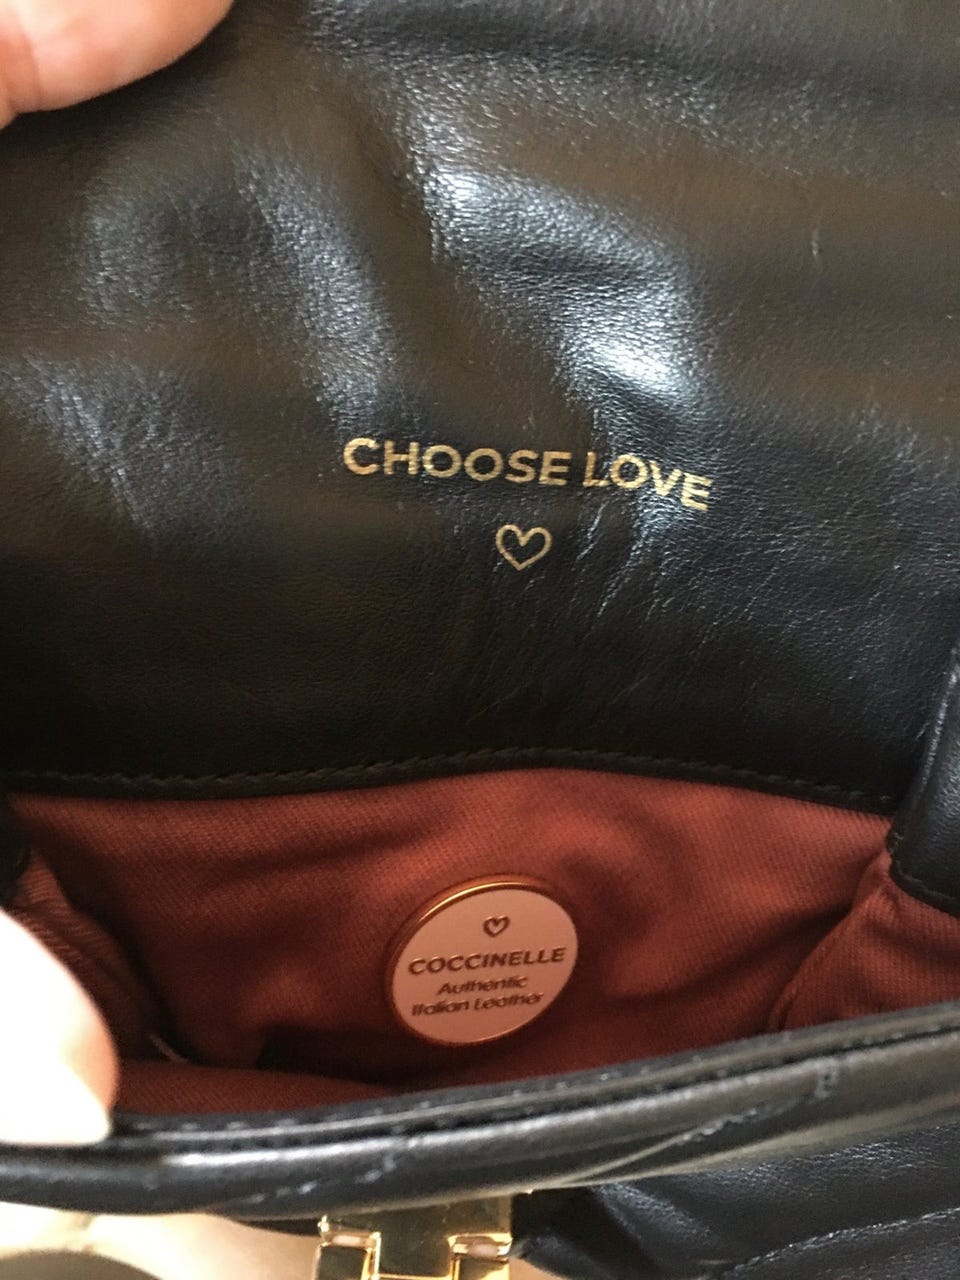 CHOOSE LOVE
COCCINELLE
Authentic
Italian Leather